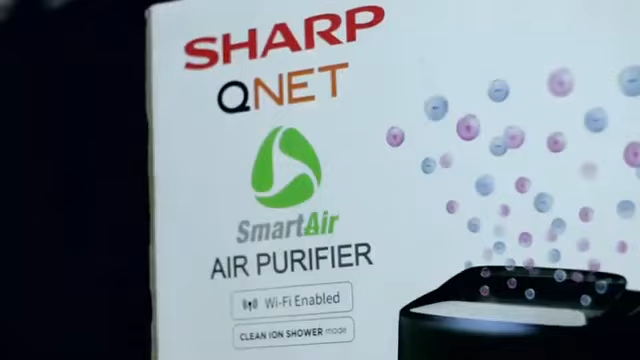 SHARP
QNET
SmartAir
AIR PURIFIER
Wi-Fi Enabled
CLEAN ION SHOWER mode